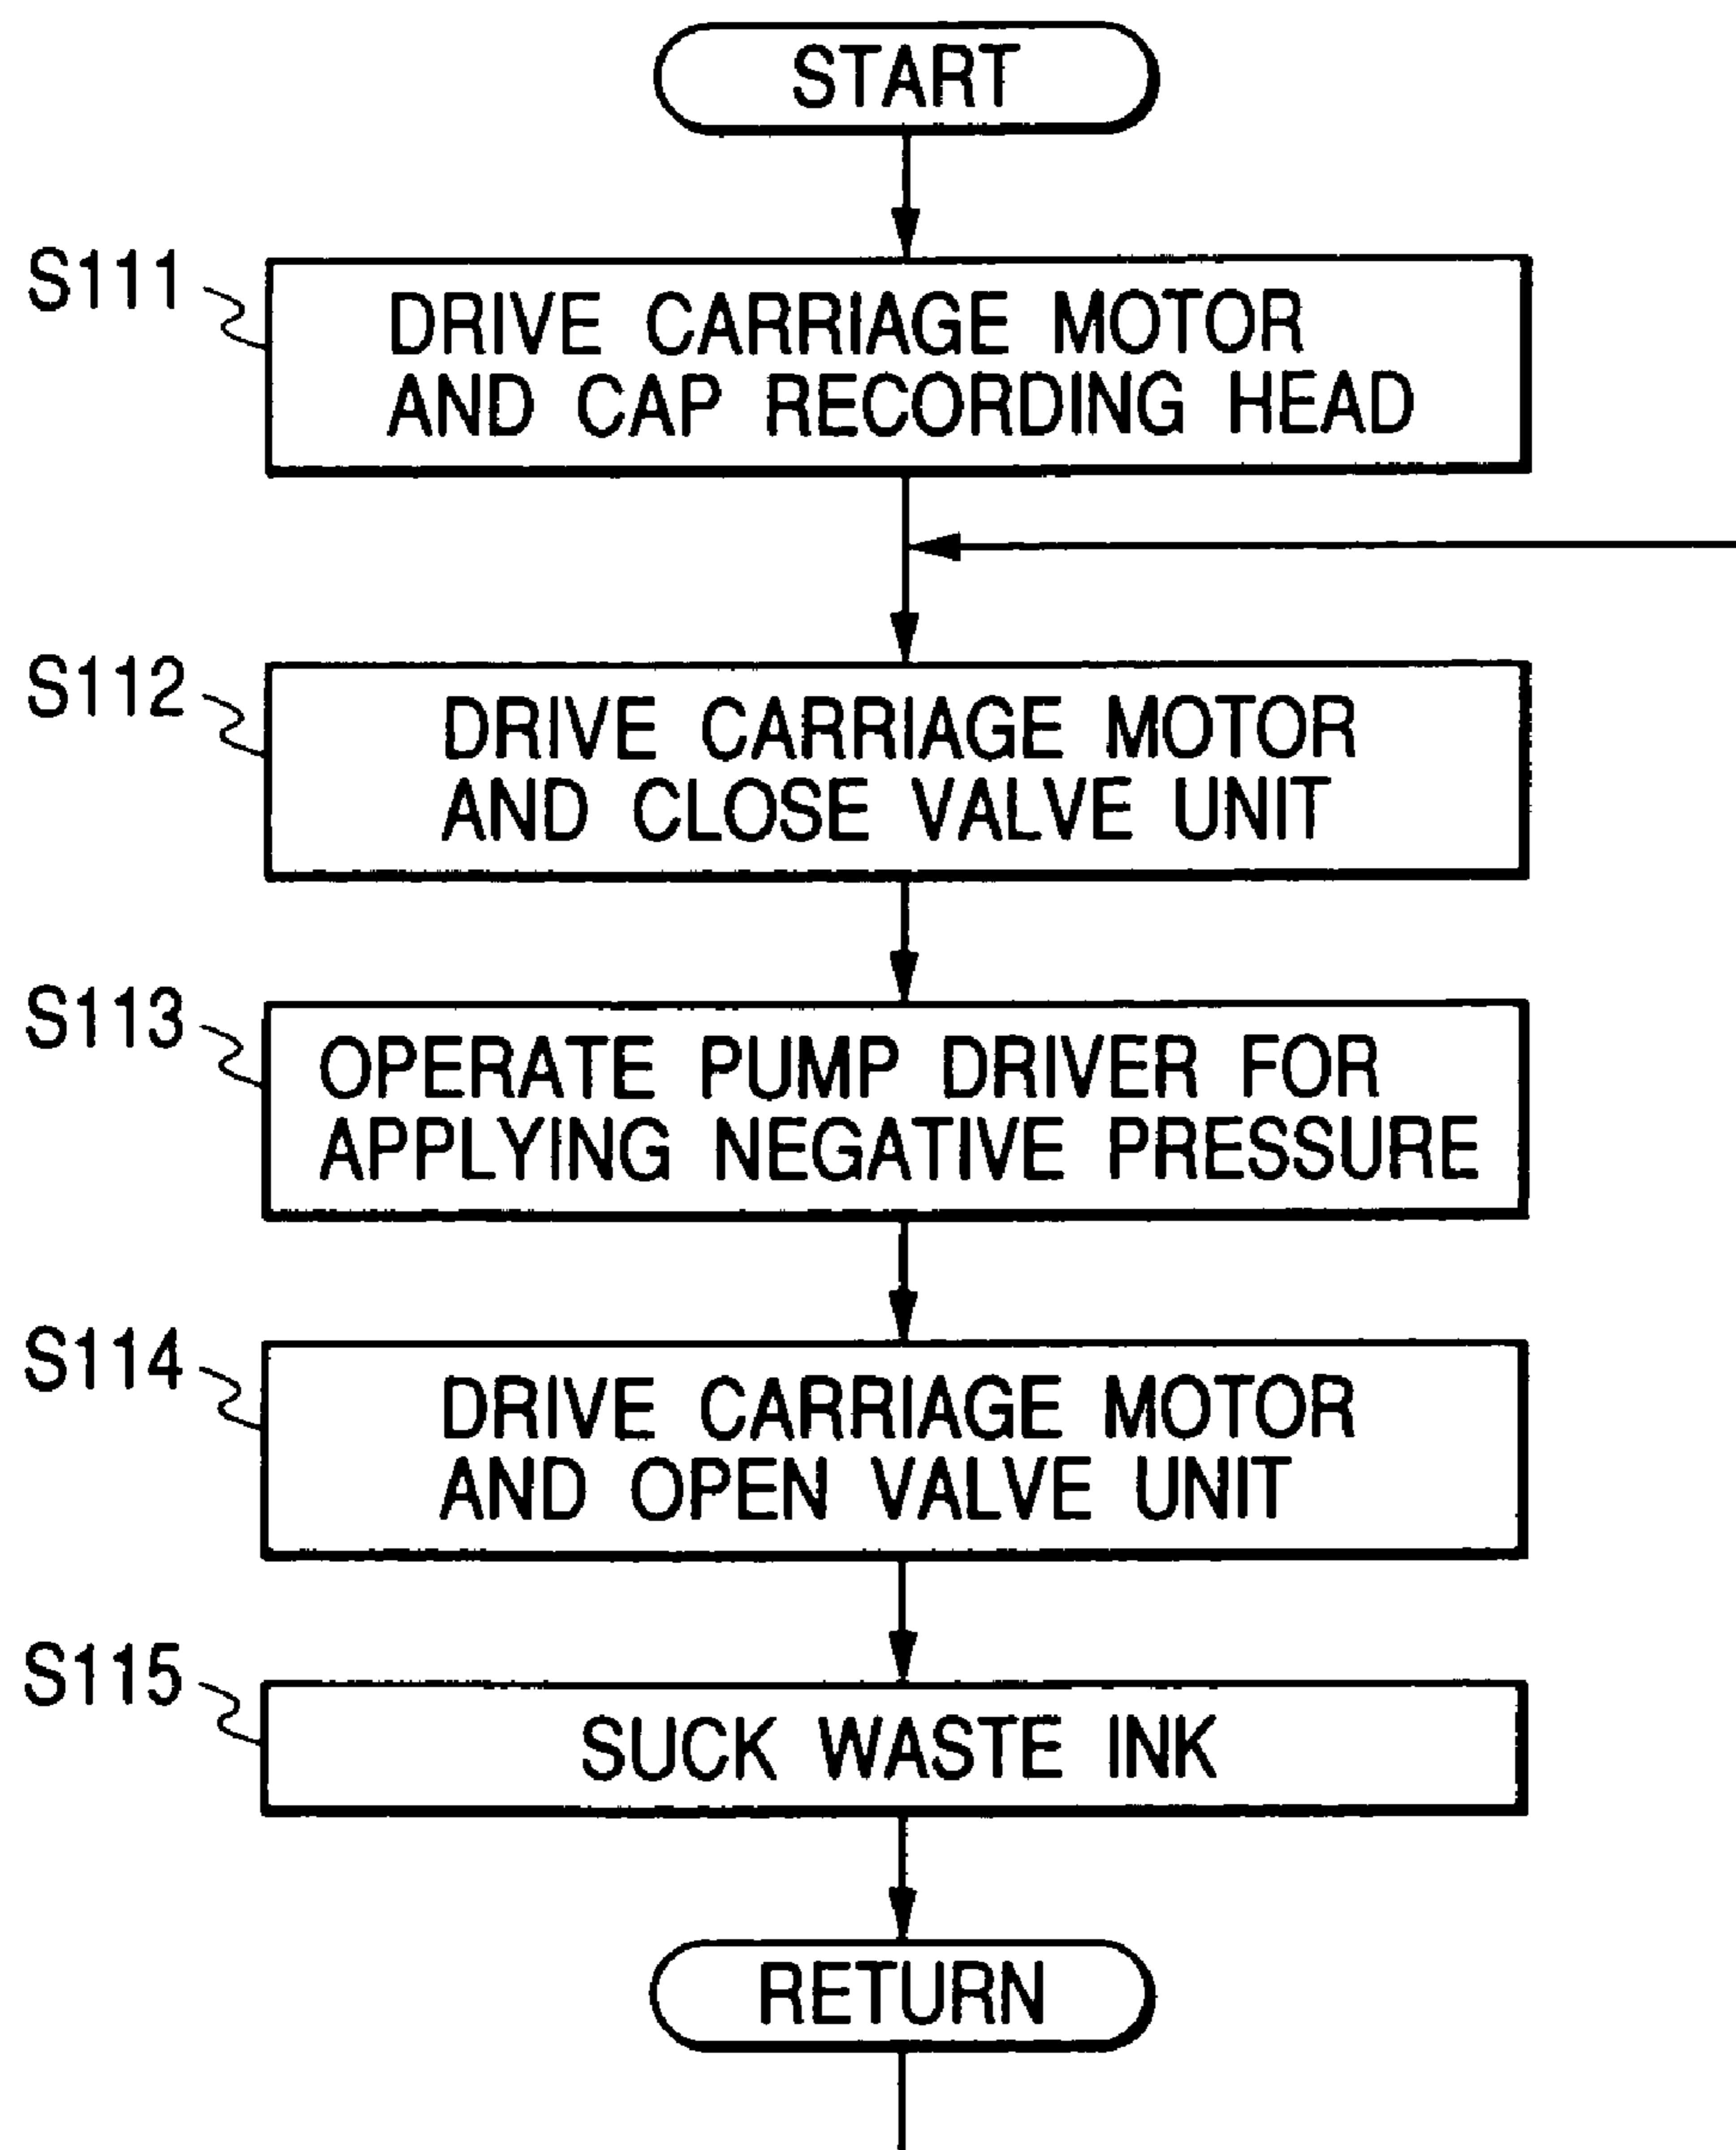 START
S111
DRIVE CARRIAGE MOTOR
AND CAP RECORDING HEAD
S112
DRIVE CARRIAGE MOTOR
AND CLOSE VALVE UNIT
S113
OPERATE PUMP DRIVER FOR
APPLYING NEGATIVE PRESSURE
S114
DRIVE CARRIAGE MOTOR
AND OPEN VALVE UNIT
S115
SUCK WASTE INK
RETURN